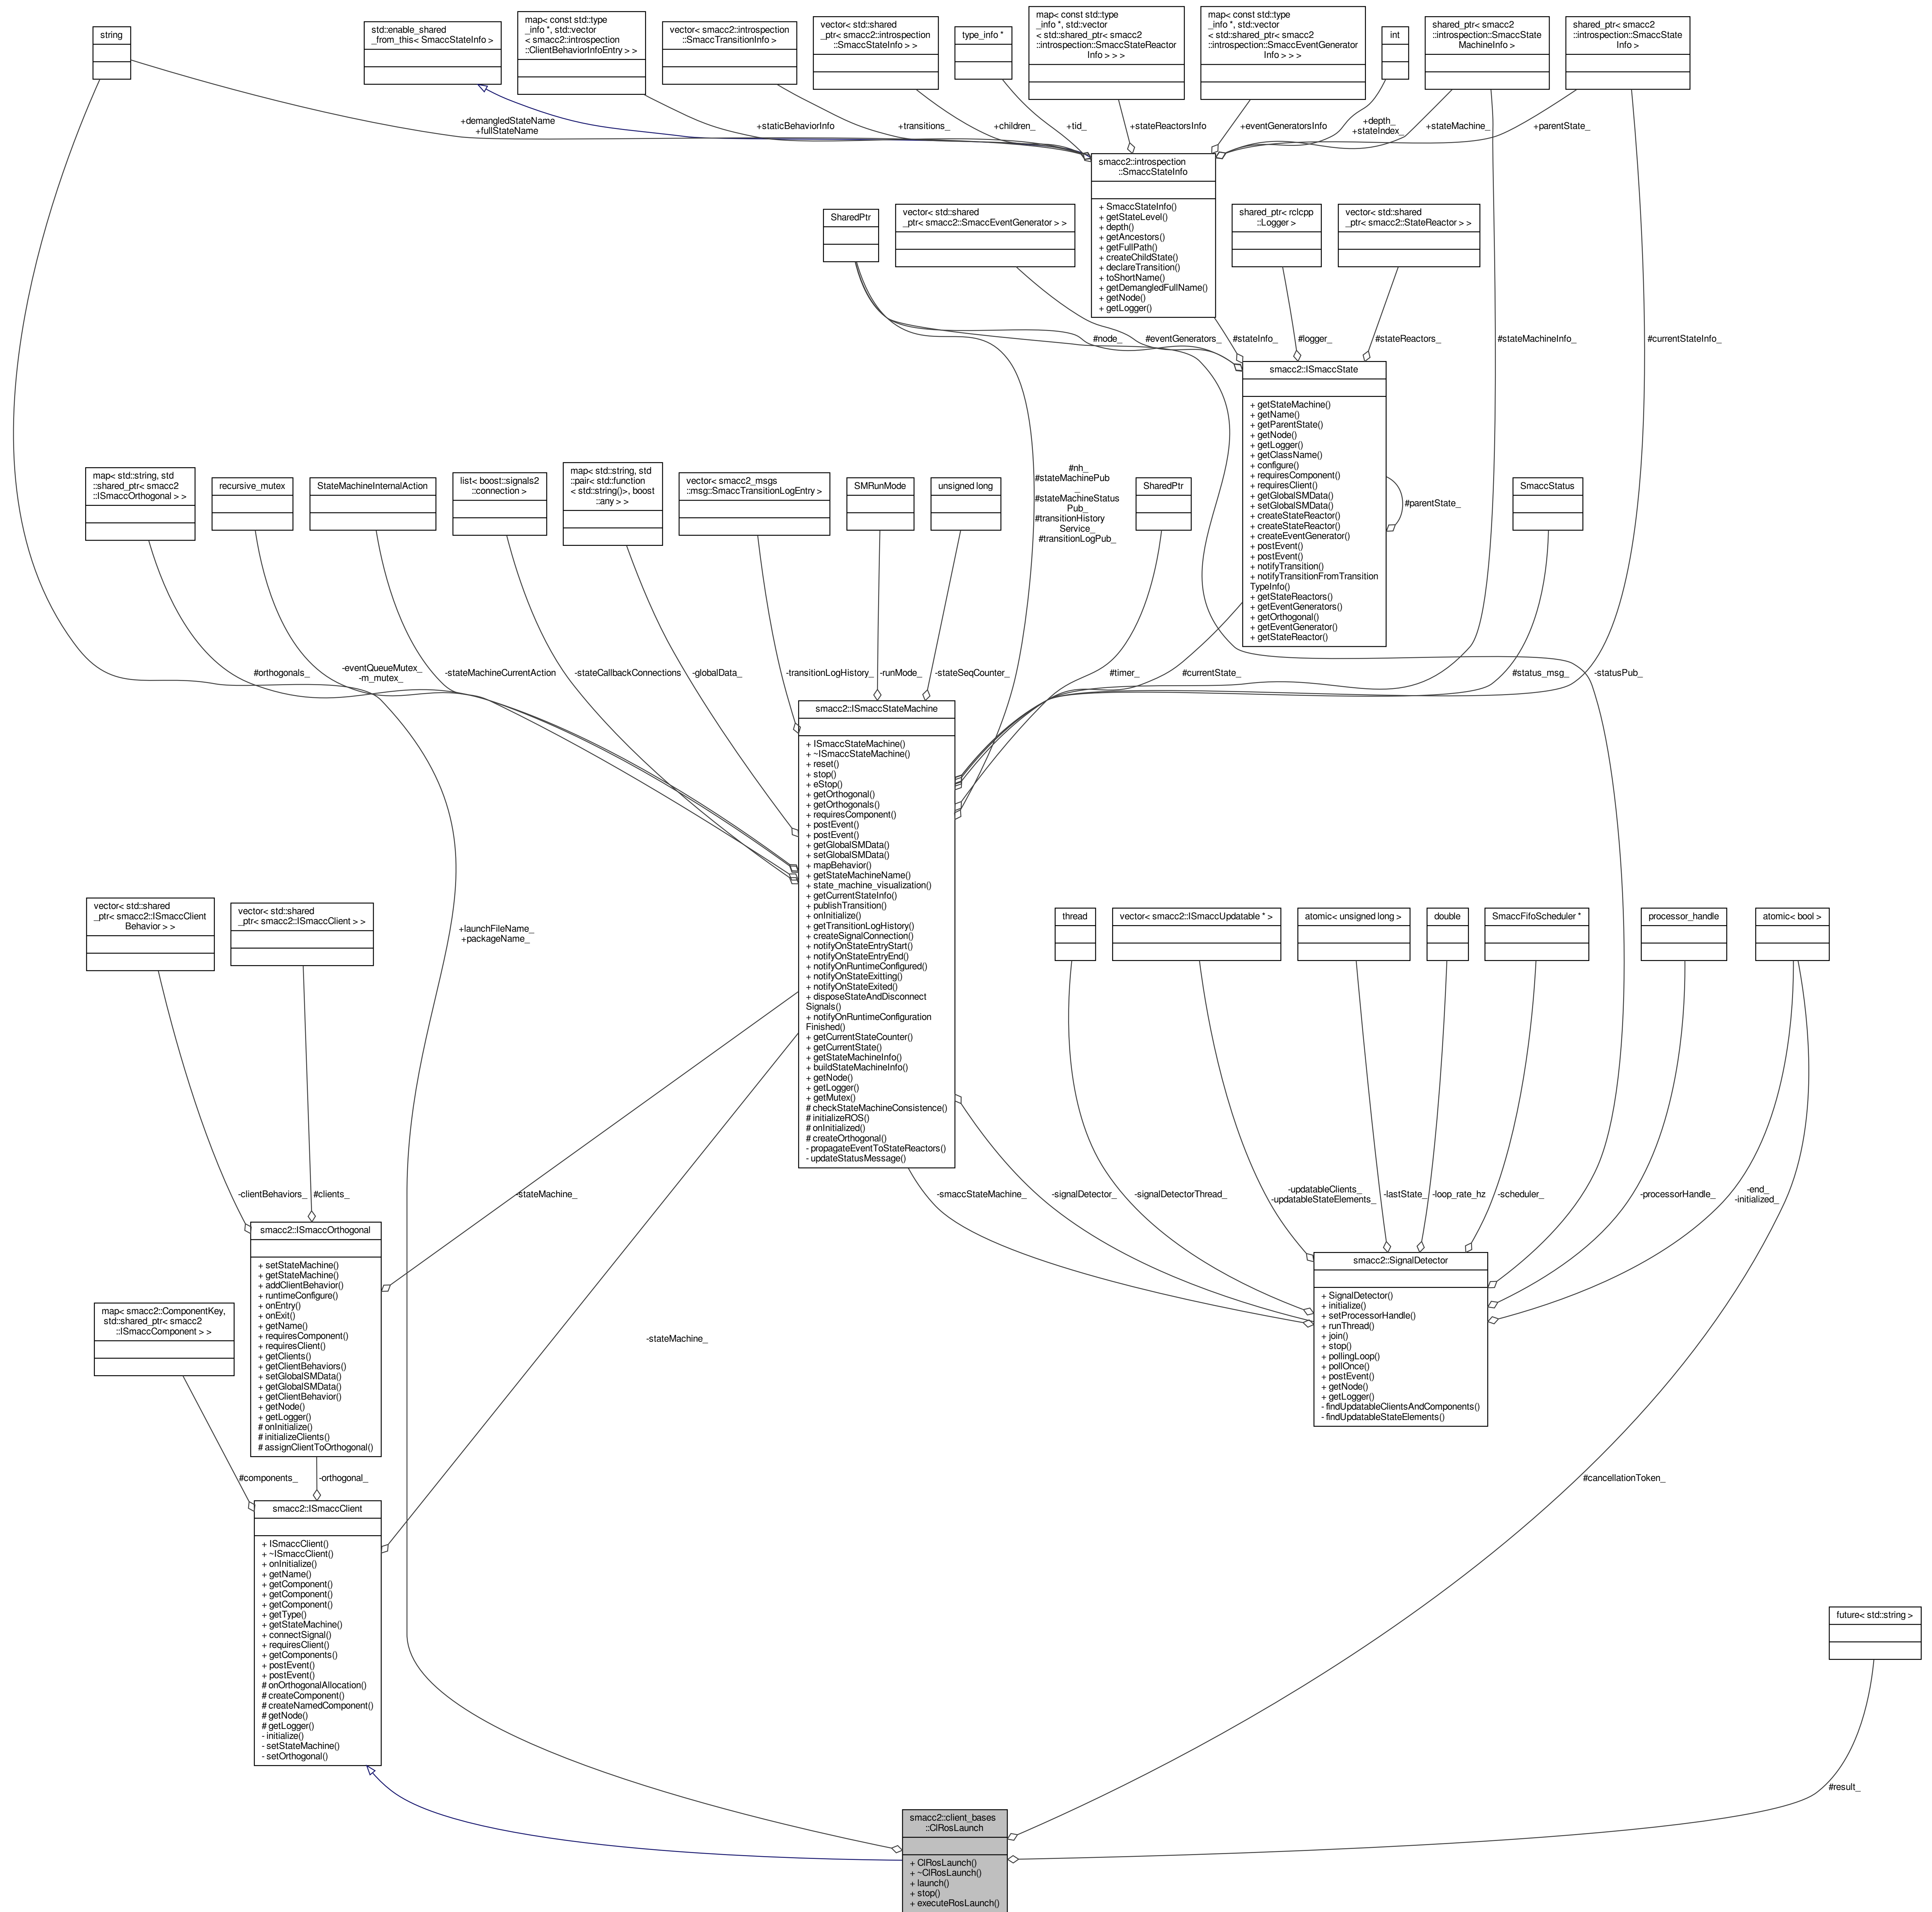 string
std::enable_shared
_from_this< SmaccStateInfo >
map< const std::type
_info *, std::vector
< smacc2::introspection
::ClientBehaviorInfoEntry > >
vector< smacc2::introspection
::SmaccTransitionInfo >
vector< std::shared
_ptr< smacc2::introspection
::SmaccStateInfo > >
type_info *
map< const std::type
_info *, std::vector
< std::shared_ptr< smacc2
::introspection::SmaccStateReactor
Info > > >
map< const std::type
_info *, std::vector
< std::shared_ptr< smacc2
::introspection::SmaccEventGenerator
Info > > >
int
shared_ptr< smacc2
::introspection::SmaccState
MachineInfo >
shared_ptr< smacc2
::introspection::SmaccState
Info >
+demangledStateName
+fullStateName
+staticBehaviorInfo
+transitions_
+children_
+tid_
+stateReactorsInfo
+eventGeneratorsInfo
+depth_
+stateIndex_
+stateMachine_
+parentState_
smacc2::introspection
::SmaccStateInfo
+ SmaccStateInfo()
+ getStateLevel()
+ depth()
+ getAncestors()
+ getFullPath()
+ createChildState()
+ declareTransition()
+ toShortName()
+ getDemangledFullName()
+ getNode()
+ getLogger()
SharedPtr
vector< std::shared
_ptr< smacc2::SmaccEventGenerator > >
shared_ptr< rclcpp
::Logger >
vector< std::shared
_ptr< smacc2::StateReactor > >
#node_
#eventGenerators_
#stateInfo_
#logger_
#stateReactors_
#stateMachineInfo_
#currentStateInfo_
smacc2::ISmaccState
+ getStateMachine()
+ getName()
+ getParentState()
+ getNode()
+ getLogger()
+ getClassName()
+ configure()
+ requiresComponent()
+ requiresClient()
+ getGlobalSMData()
+ setGlobalSMData()
+ createStateReactor()
+ createStateReactor()
+ createEventGenerator()
+ postEvent()
+ postEvent()
+ notifyTransition()
+ notifyTransitionFromTransition
TypeInfo()
+ getStateReactors()
+ getEventGenerators()
+ getOrthogonal()
+ getEventGenerator()
+ getStateReactor()
#parentState_
map< std::string, std
::shared_ptr< smacc2
::ISmaccOrthogonal > >
recursive_mutex
StateMachineInternalAction
list< boost::signals2
::connection >
map< std::string, std
::pair< std::function
< std::string()>, boost
::any > >
vector< smacc2_msgs
::msg::SmaccTransitionLogEntry >
SMRunMode
unsigned long
#nh_
#stateMachinePub
_
#stateMachineStatus
Pub_
#transitionHistory
Service_
#transitionLogPub_
SharedPtr
SmaccStatus
#orthogonals_
-eventQueueMutex_
-m_mutex_
-stateMachineCurrentAction
-stateCallbackConnections
-globalData_
-transitionLogHistory_
-runMode_
-stateSeqCounter_
#timer_
#currentState_
#status_msg_
-statusPub_
smacc2::ISmaccStateMachine
+ ISmaccStateMachine()
+ ~ISmaccStateMachine()
+ reset()
+ stop()
+ eStop()
+ getOrthogonal()
+ getOrthogonals()
+ requiresComponent()
+ postEvent()
+ postEvent()
+ getGlobalSMData()
+ setGlobalSMData()
+ mapBehavior()
+ getStateMachineName()
+ state_machine_visualization()
+ getCurrentStateInfo()
+ publishTransition()
+ onInitialize()
+ getTransitionLogHistory()
+ createSignalConnection()
+ notifyOnStateEntryStart()
+ notifyOnStateEntryEnd()
+ notifyOnRuntimeConfigured()
+ notifyOnStateExitting()
+ notifyOnStateExited()
+ disposeStateAndDisconnect
Signals()
+ notifyOnRuntimeConfiguration
Finished()
+ getCurrentStateCounter()
+ getCurrentState()
+ getStateMachineInfo()
+ buildStateMachineInfo()
+ getNode()
+ getLogger()
+ getMutex()
# checkStateMachineConsistence()
# initializeROS()
# onInitialized()
# createOrthogonal()
- propagateEventToStateReactors()
- updateStatusMessage()
vector< std::shared
_ptr< smacc2::ISmaccClient
Behavior > >
vector< std::shared
_ptr< smacc2::ISmaccClient > >
+launchFileName_
+packageName_
thread
vector< smacc2::ISmaccUpdatable * >
atomic< unsigned long >
double
SmaccFifoScheduler *
processor_handle
atomic< bool >
-clientBehaviors_
#clients_
-stateMachine_
-smaccStateMachine_
-signalDetector_
-signalDetectorThread_
-updatableClients_
-updatableStateElements_
-lastState_
-loop_rate_hz
-scheduler_
-processorHandle_
-end_
-initialized_
smacc2::ISmaccOrthogonal
+ setStateMachine()
+ getStateMachine()
+ addClientBehavior()
+ runtimeConfigure()
+ onEntry()
+ onExit()
+ getName()
+ requiresComponent()
+ requiresClient()
+ getClients()
+ getClientBehaviors()
+ setGlobalSMData()
+ getGlobalSMData()
+ getClientBehavior()
+ getNode()
+ getLogger()
# onInitialize()
# initializeClients()
# assignClientToOrthogonal()
smacc2::SignalDetector
+ SignalDetector()
+ initialize()
+ setProcessorHandle()
+ runThread()
+ join()
+ stop()
+ pollingLoop()
+ pollOnce()
+ postEvent()
+ getNode()
+ getLogger()
- findUpdatableClientsAndComponents()
- findUpdatableStateElements()
map< smacc2::ComponentKey,
std::shared_ptr< smacc2
::ISmaccComponent > >
-stateMachine_
#components_
-orthogonal_
#cancellationToken_
smacc2::ISmaccClient
+ ISmaccClient()
+ ~ISmaccClient()
+ onInitialize()
+ getName()
+ getComponent()
+ getComponent()
+ getComponent()
+ getType()
+ getStateMachine()
+ connectSignal()
+ requiresClient()
+ getComponents()
+ postEvent()
+ postEvent()
# onOrthogonalAllocation()
# createComponent()
# createNamedComponent()
# getNode()
# getLogger()
- initialize()
- setStateMachine()
- setOrthogonal()
future< std::string >
#result_
smacc2::client_bases
::ClRosLaunch
+ ClRosLaunch()
+ ~ClRosLaunch()
+ launch()
+ stop()
+ executeRosLaunch()